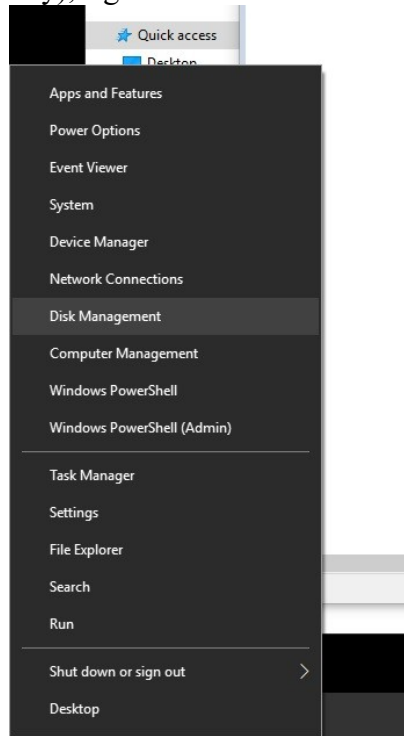 Quick access
Desktop
Apps and Features
Power Options
Event Viewer
System
Device Manager
Network Connections
Disk Management
Computer Management
Windows PowerShell
Windows PowerShell (Admin)
Task Manager
Settings
File Explorer
Search
Run
Shut down or sign out
Desktop